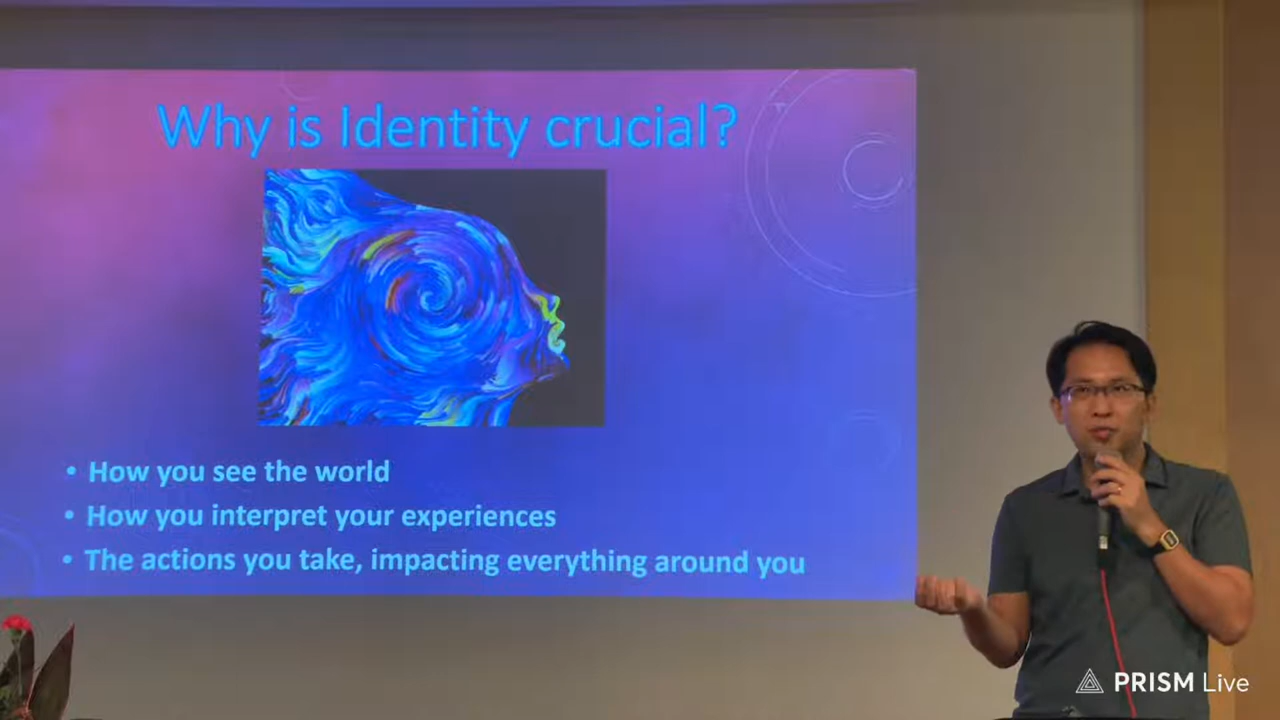 Why is Identity crucial?
• How you see the world
• How you interpret your experiences
• The actions you take, impacting everything around you
PRISM Live